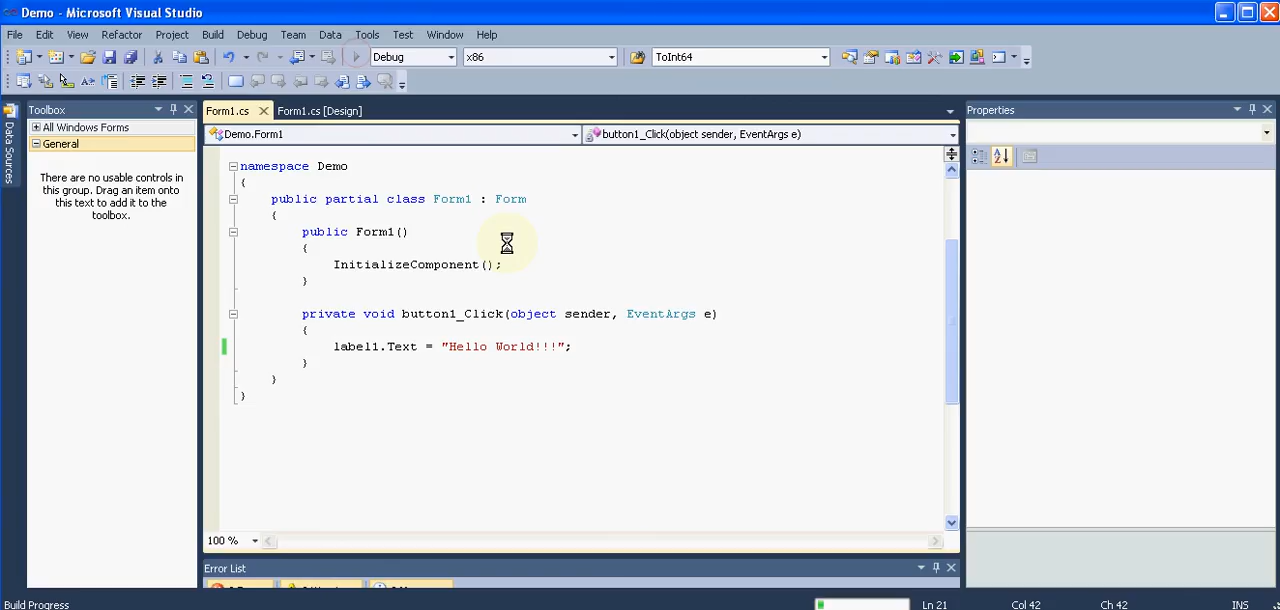 Demo - Microsoft Visual Studio
File Edit View Refactor Project Build Debug Team Data Tools Test Window Help
Debug x86 ToInt64
Toolbox
All Windows Forms
General
There are no usable controls in
this group. Drag an item onto
this text to add it to the
toolbox.
Data Sources
Form1.cs Form1.cs [Design]
Demo.Form1 button1_Click(object sender, EventArgs e)
namespace Demo
{
public partial class Form1 : Form
{
public Form1()
{
InitializeComponent();
}
private void button1_Click(object sender, EventArgs e)
{
label1.Text = "Hello World!!!";
}
}
}
100 %
Error List
Properties
Build Progress Ln 21 Col 42 Ch 42 INS